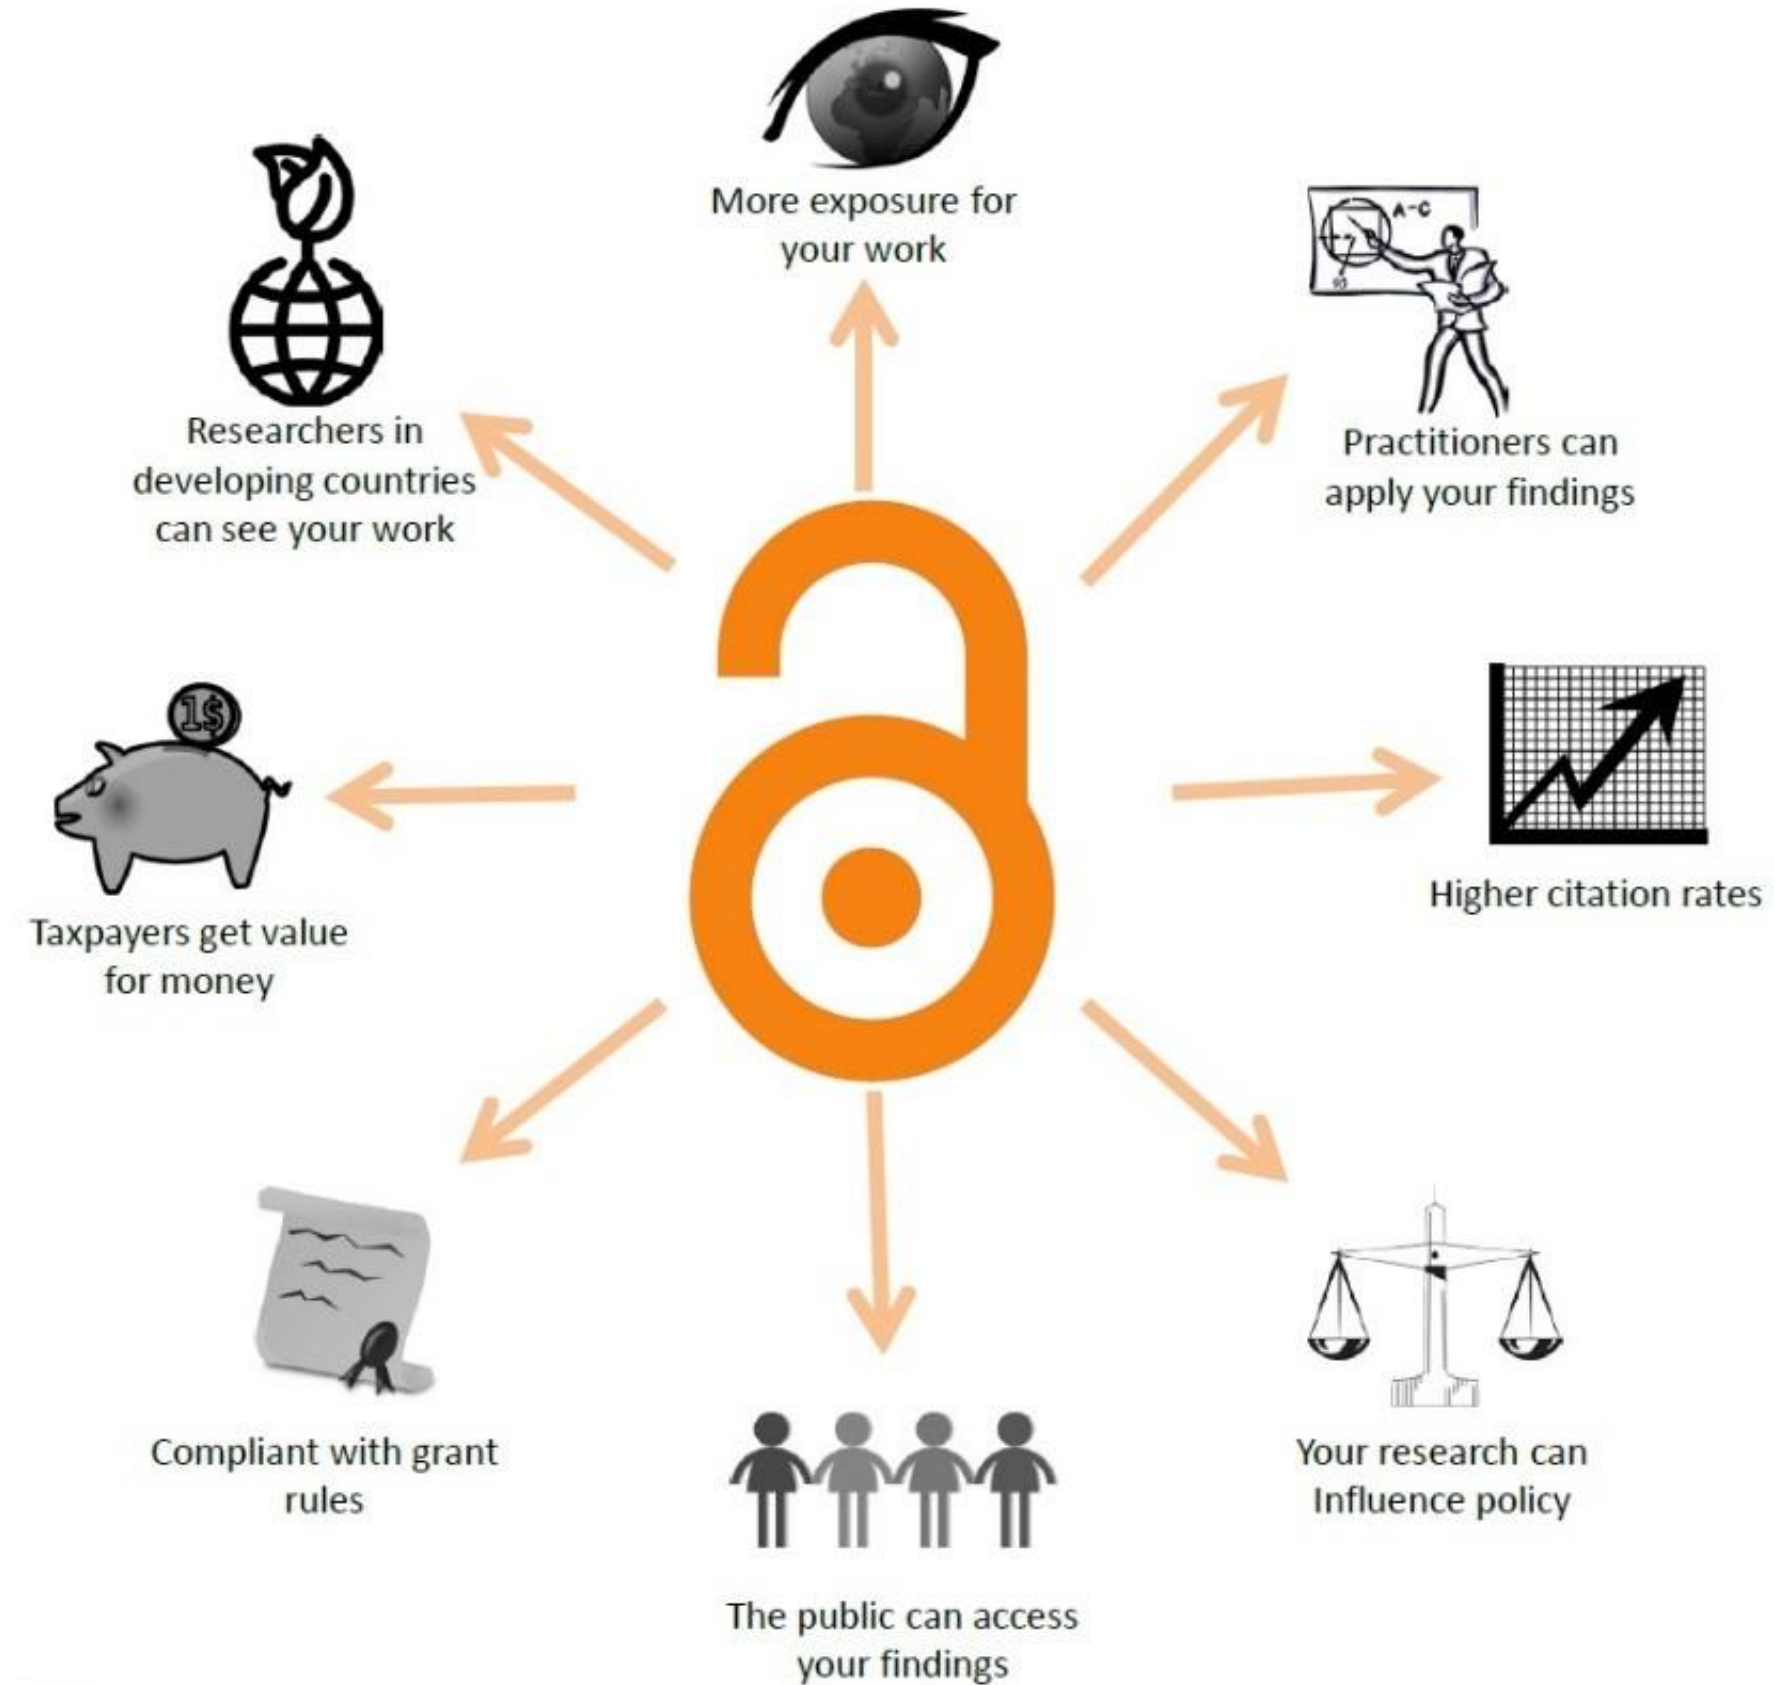 More exposure for
your work
A-C
Practitioners can
apply your findings
Higher citation rates
Your research can
Influence policy
The public can access
your findings
Compliant with grant
rules
1$
Taxpayers get value
for money
Researchers in
developing countries
can see your work